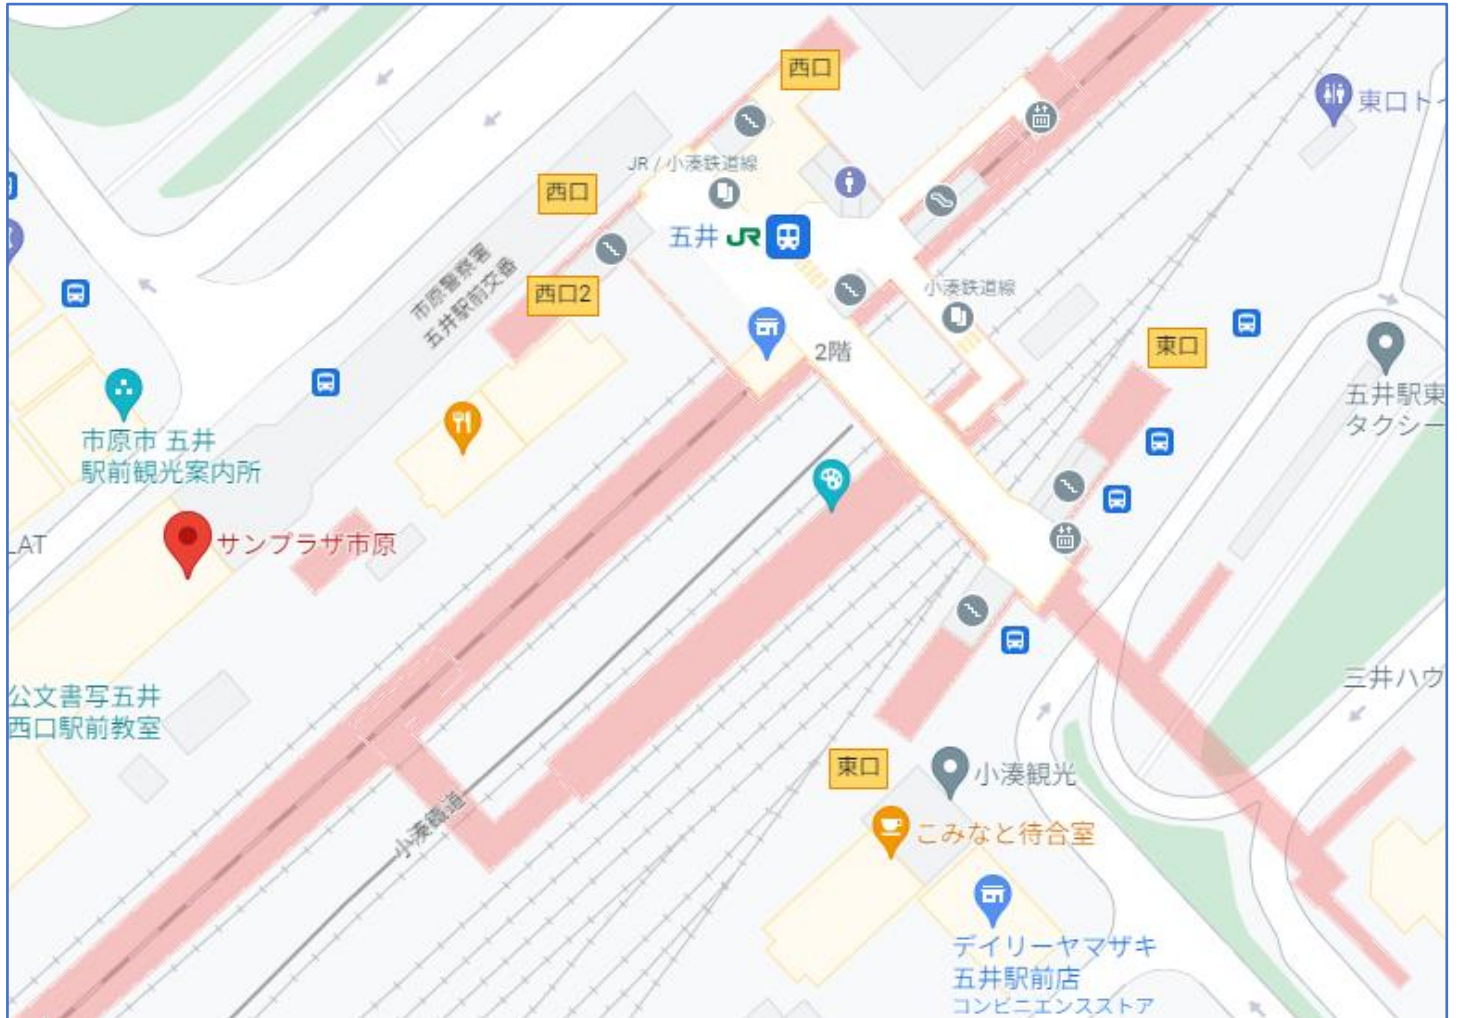 西口
東口トイ
JR / 小湊鉄道線
西口
五井 JR
市原警察署
五井駅前交番
西口2
小湊鉄道線
2階
東口
五井駅東
タクシー
市原市 五井
駅前観光案内所
LAT
サンプラザ市原
公文書写五井
西口駅前教室
三井ハウ
東口
小湊観光
小湊鐵道
こみなと待合室
デイリーヤマザキ
五井駅前店
コンビニエンスストア